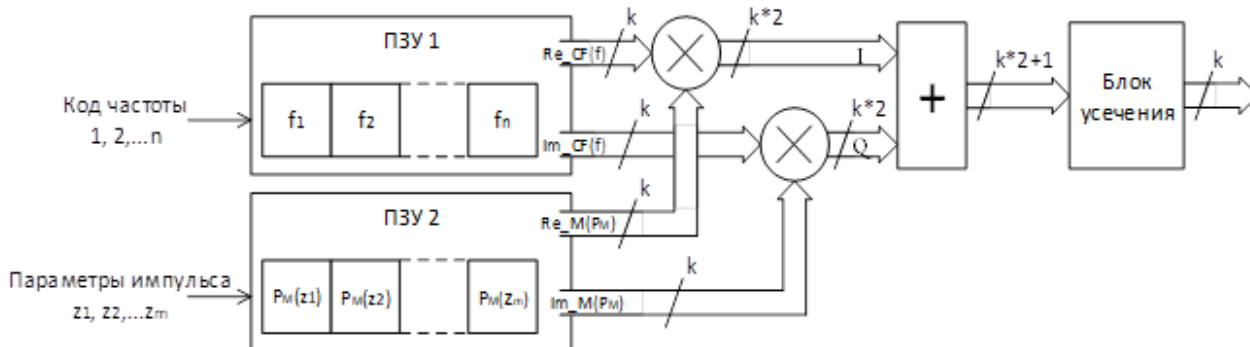 ПЗУ 1
Код частоты
1, 2,...n
f1
f2
fn
Re_CF(f)
Im_CF(f)
k
k
k*2
I
k*2
Q
+
k*2+1
Блок
усечения
k
ПЗУ 2
Параметры импульса
z1, z2,...zm
PM(z1)
PM(z2)
PM(zm)
Re_M(PM)
Im_M(PM)
k
k